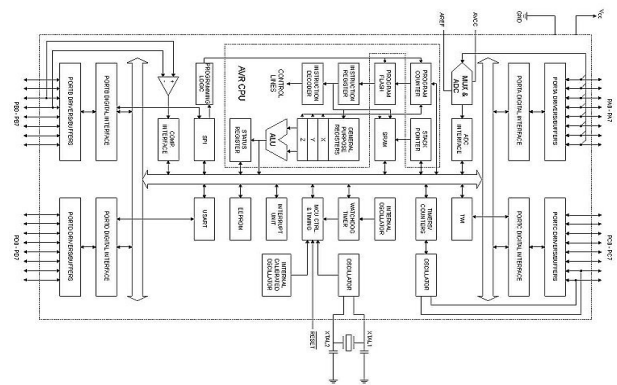 VCC
PA0 - PA7
PC0 - PC7
GND
PORTA DRIVERS/BUFFERS
PORTC DRIVERS/BUFFERS
PORTA DIGITAL INTERFACE
PORTC DIGITAL INTERFACE
AVCC
AREF
MUX &
ADC
ADC
INTERFACE
TWI
PROGRAM
COUNTER
STACK
POINTER
TIMERS/
COUNTERS
OSCILLATOR
PROGRAM
FLASH
SRAM
INTERNAL
OSCILLATOR
INSTRUCTION
REGISTER
GENERAL
PURPOSE
REGISTERS
WATCHDOG
TIMER
OSCILLATOR
XTAL1
X
INSTRUCTION
DECODER
Y
Z
MCU CTRL
& TIMING
XTAL2
RESET
CONTROL
LINES
ALU
INTERRUPT
UNIT
INTERNAL
CALIBRATED
OSCILLATOR
AVR CPU
STATUS
REGISTER
EEPROM
PROGRAMMING
LOGIC
SPI
USART
+
-
COMP.
INTERFACE
PORTB DIGITAL INTERFACE
PORTD DIGITAL INTERFACE
PORTB DRIVERS/BUFFERS
PORTD DRIVERS/BUFFERS
PB0 - PB7
PD0 - PD7